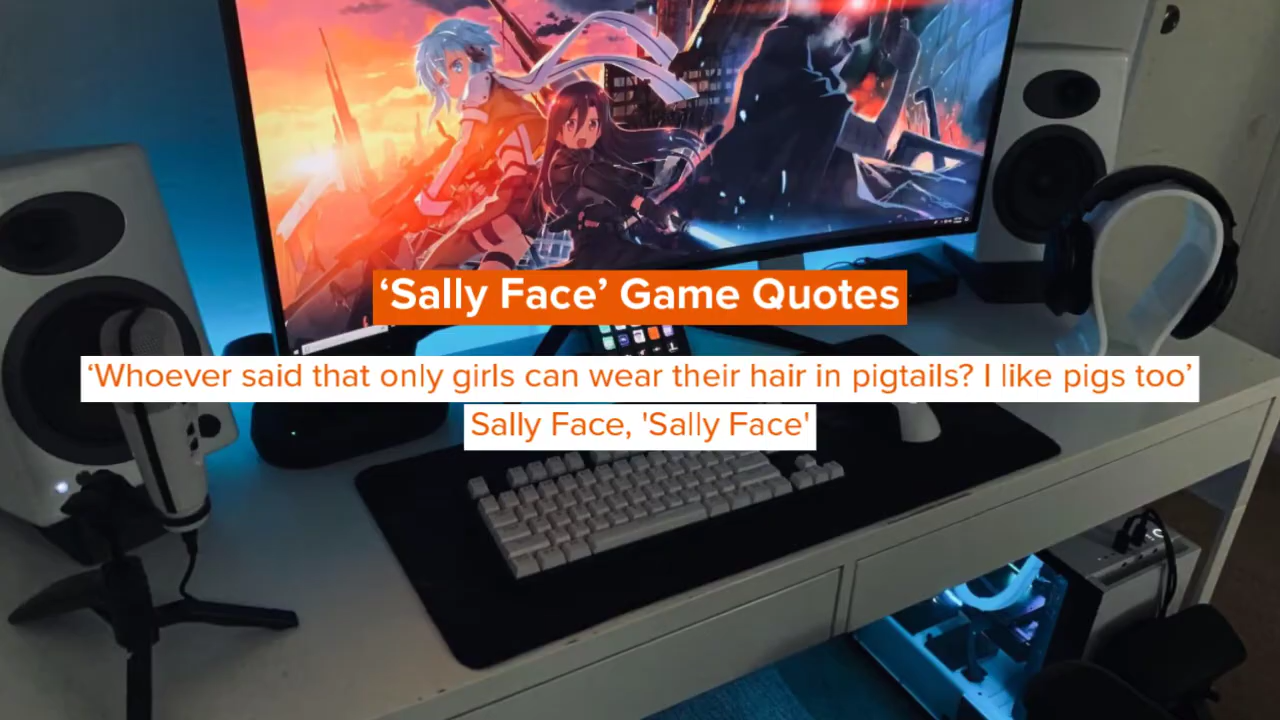 ‘Sally Face’ Game Quotes
‘Whoever said that only girls can wear their hair in pigtails? I like pigs too’
Sally Face, 'Sally Face'